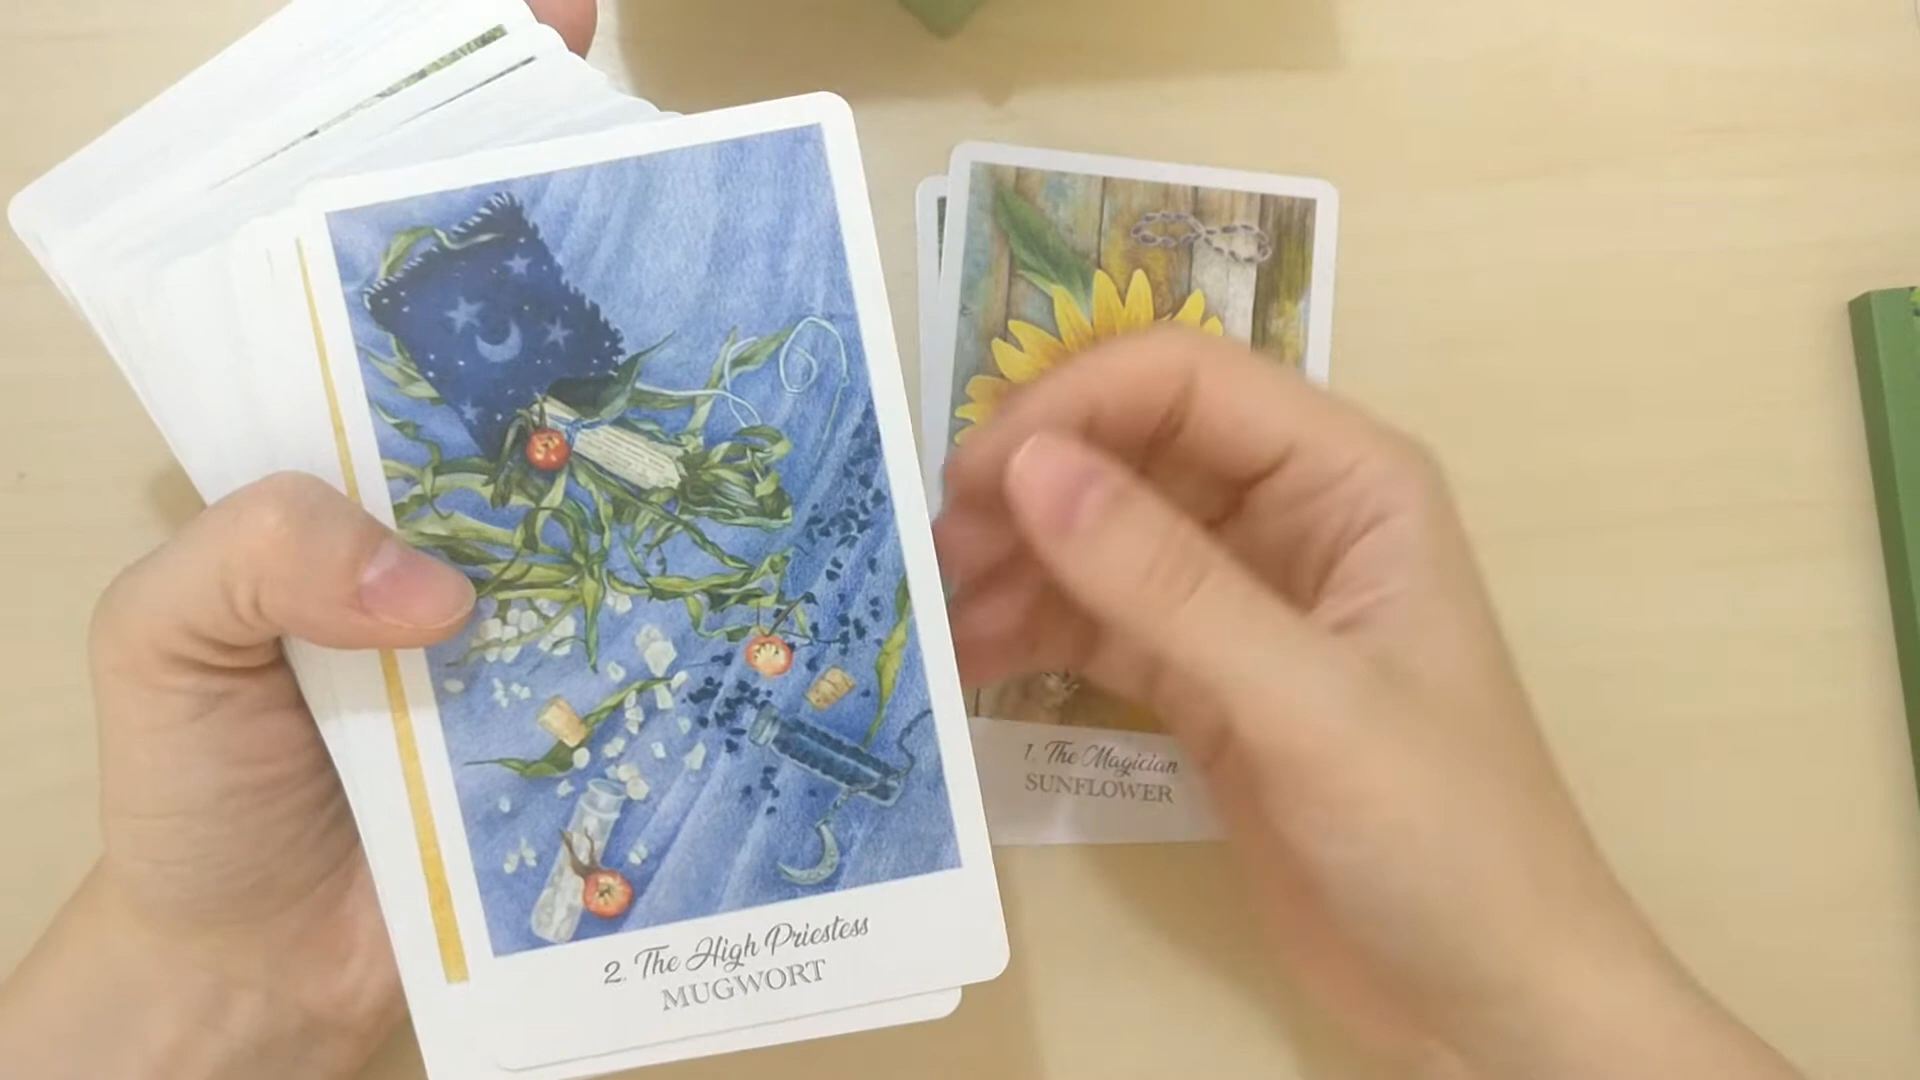 2. The High Priestess
MUGWORT
1. The Magician
SUNFLOWER